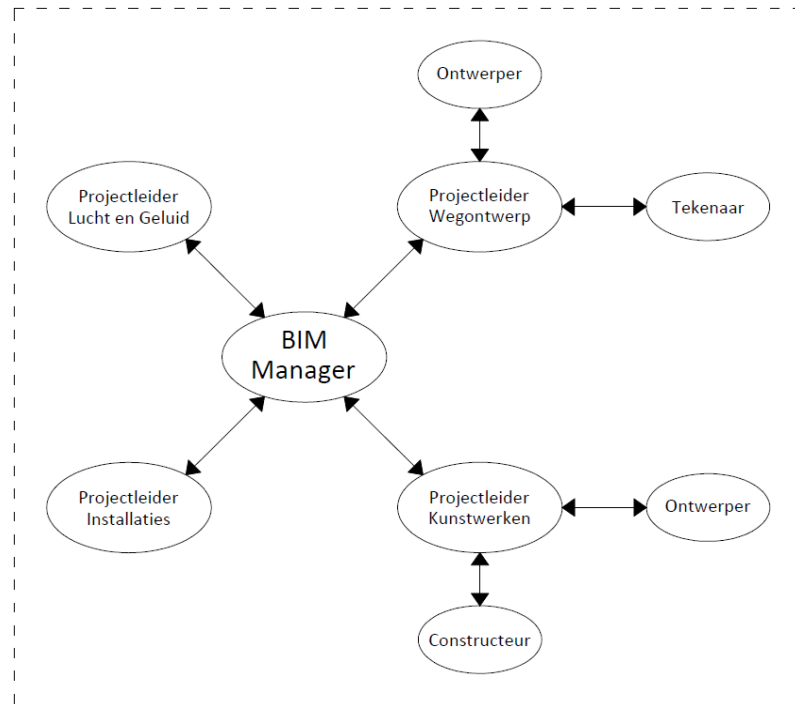 Ontwerper
Projectleider
Lucht en Geluid
Projectleider
Wegontwerp
Tekenaar
BIM
Manager
Projectleider
Installaties
Projectleider
Kunstwerken
Ontwerper
Constructeur